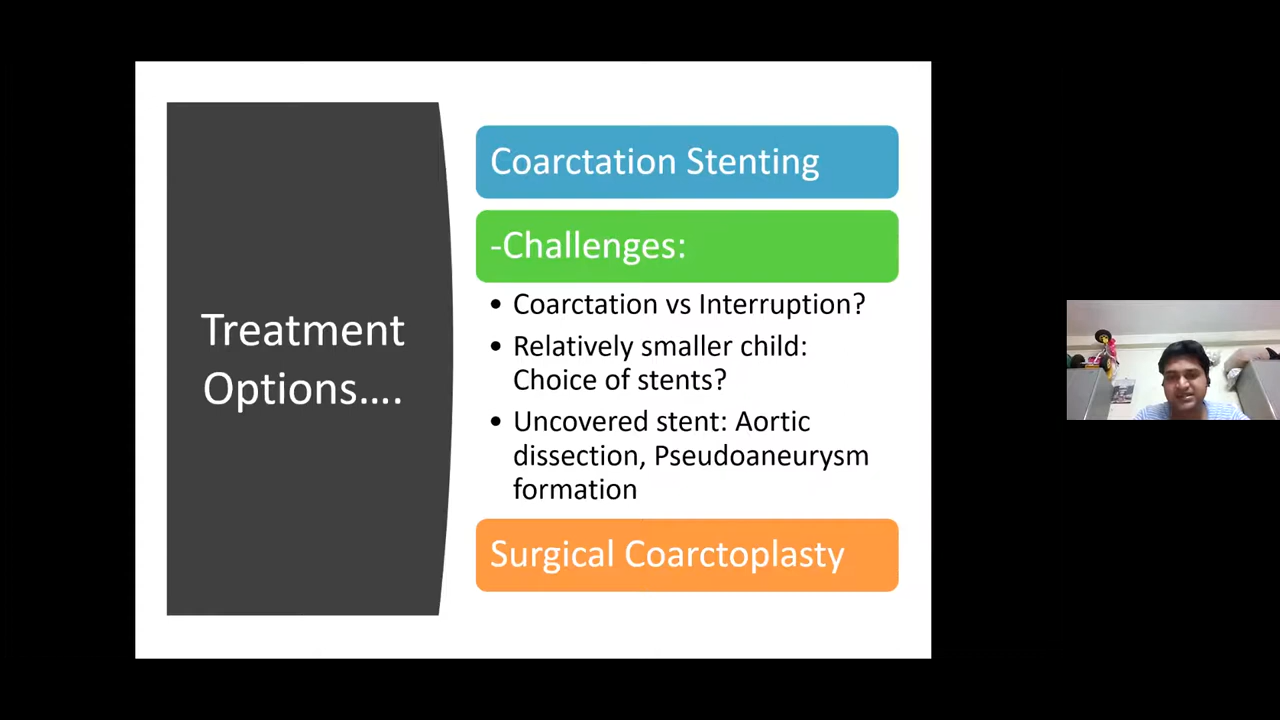 Treatment
Options....
Coarctation Stenting
-Challenges:
• Coarctation vs Interruption?
• Relatively smaller child:
Choice of stents?
• Uncovered stent: Aortic
dissection, Pseudoaneurysm
formation
Surgical Coarctoplasty